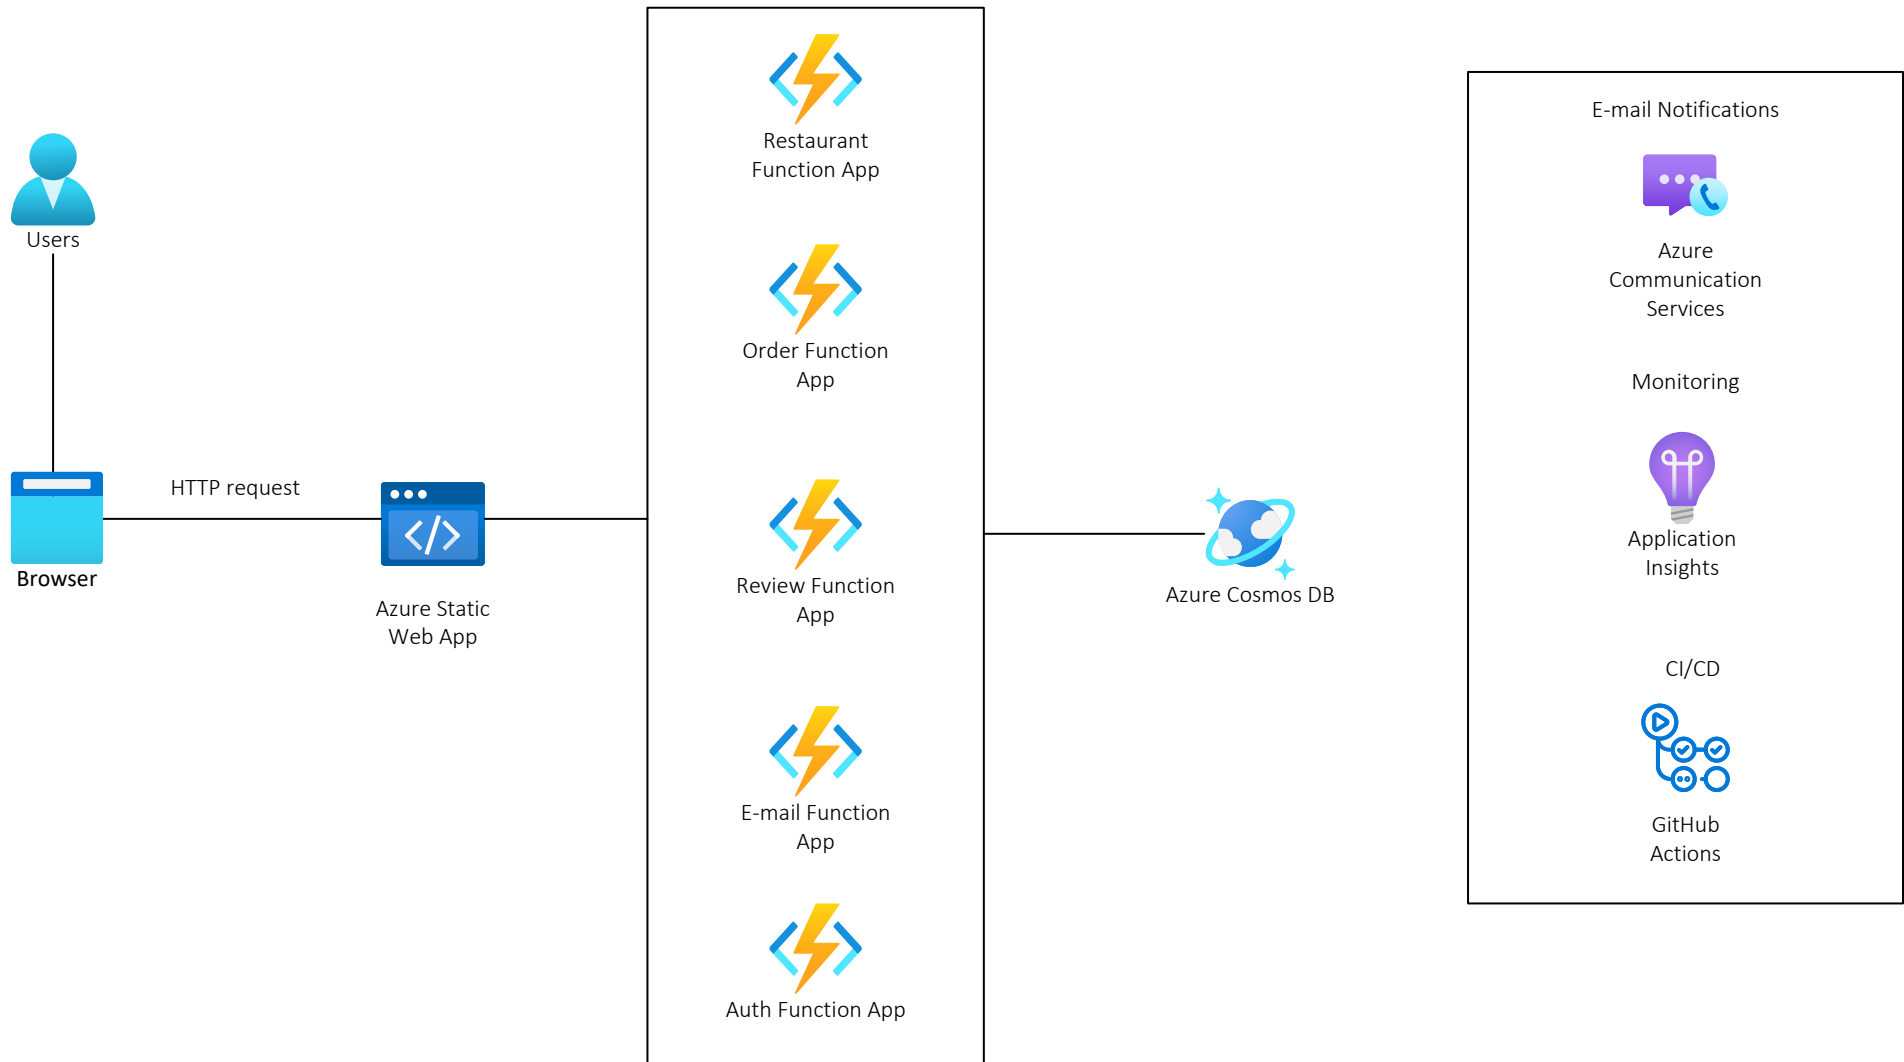 Users
Browser
HTTP request
Azure Static
Web App
Restaurant
Function App
Order Function
App
Review Function
App
E-mail Function
App
Auth Function App
Azure Cosmos DB
E-mail Notifications
Azure
Communication
Services
Monitoring
Application
Insights
CI/CD
GitHub
Actions